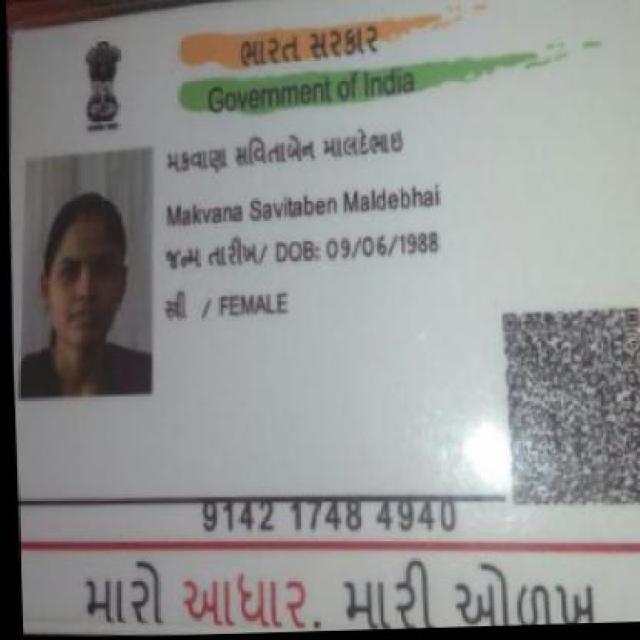 ભારત સરકાર
Government of India
મકવાણા સવિતાબેન માલદેભાઇ
Makvana Savitaben Maldebhai
જન્મ તારીખ/ DOB: 09/06/1988
સ્ત્રી / FEMALE
9142 1748 4940
મારો આધાર. મારી ઓળખ